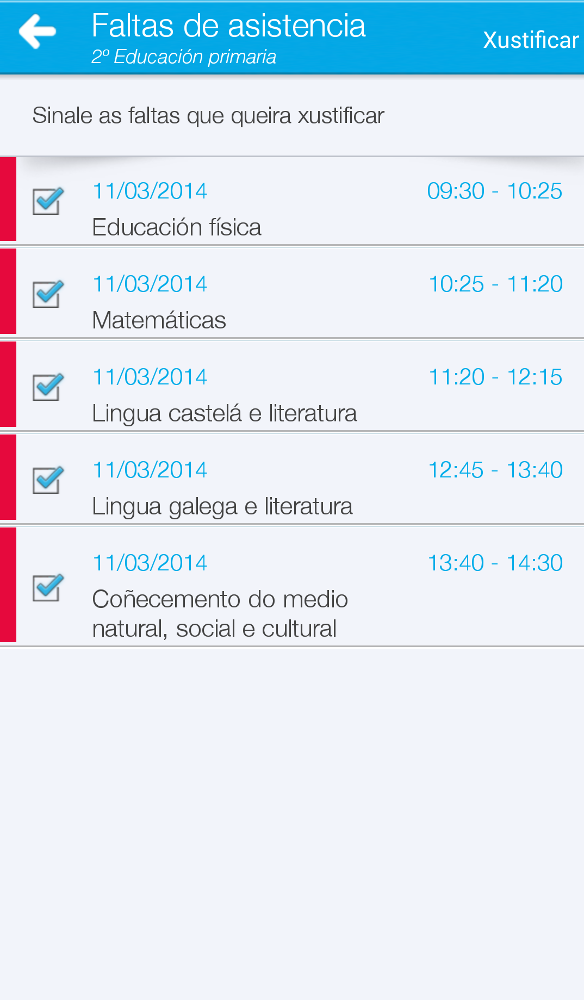 Faltas de asistencia
2º Educación primaria
Xustificar
Sinale as faltas que queira xustificar
11/03/2014 09:30 - 10:25
Educación física
11/03/2014 10:25 - 11:20
Matemáticas
11/03/2014 11:20 - 12:15
Lingua castelá e literatura
11/03/2014 12:45 - 13:40
Lingua galega e literatura
11/03/2014 13:40 - 14:30
Coñecemento do medio
natural, social e cultural